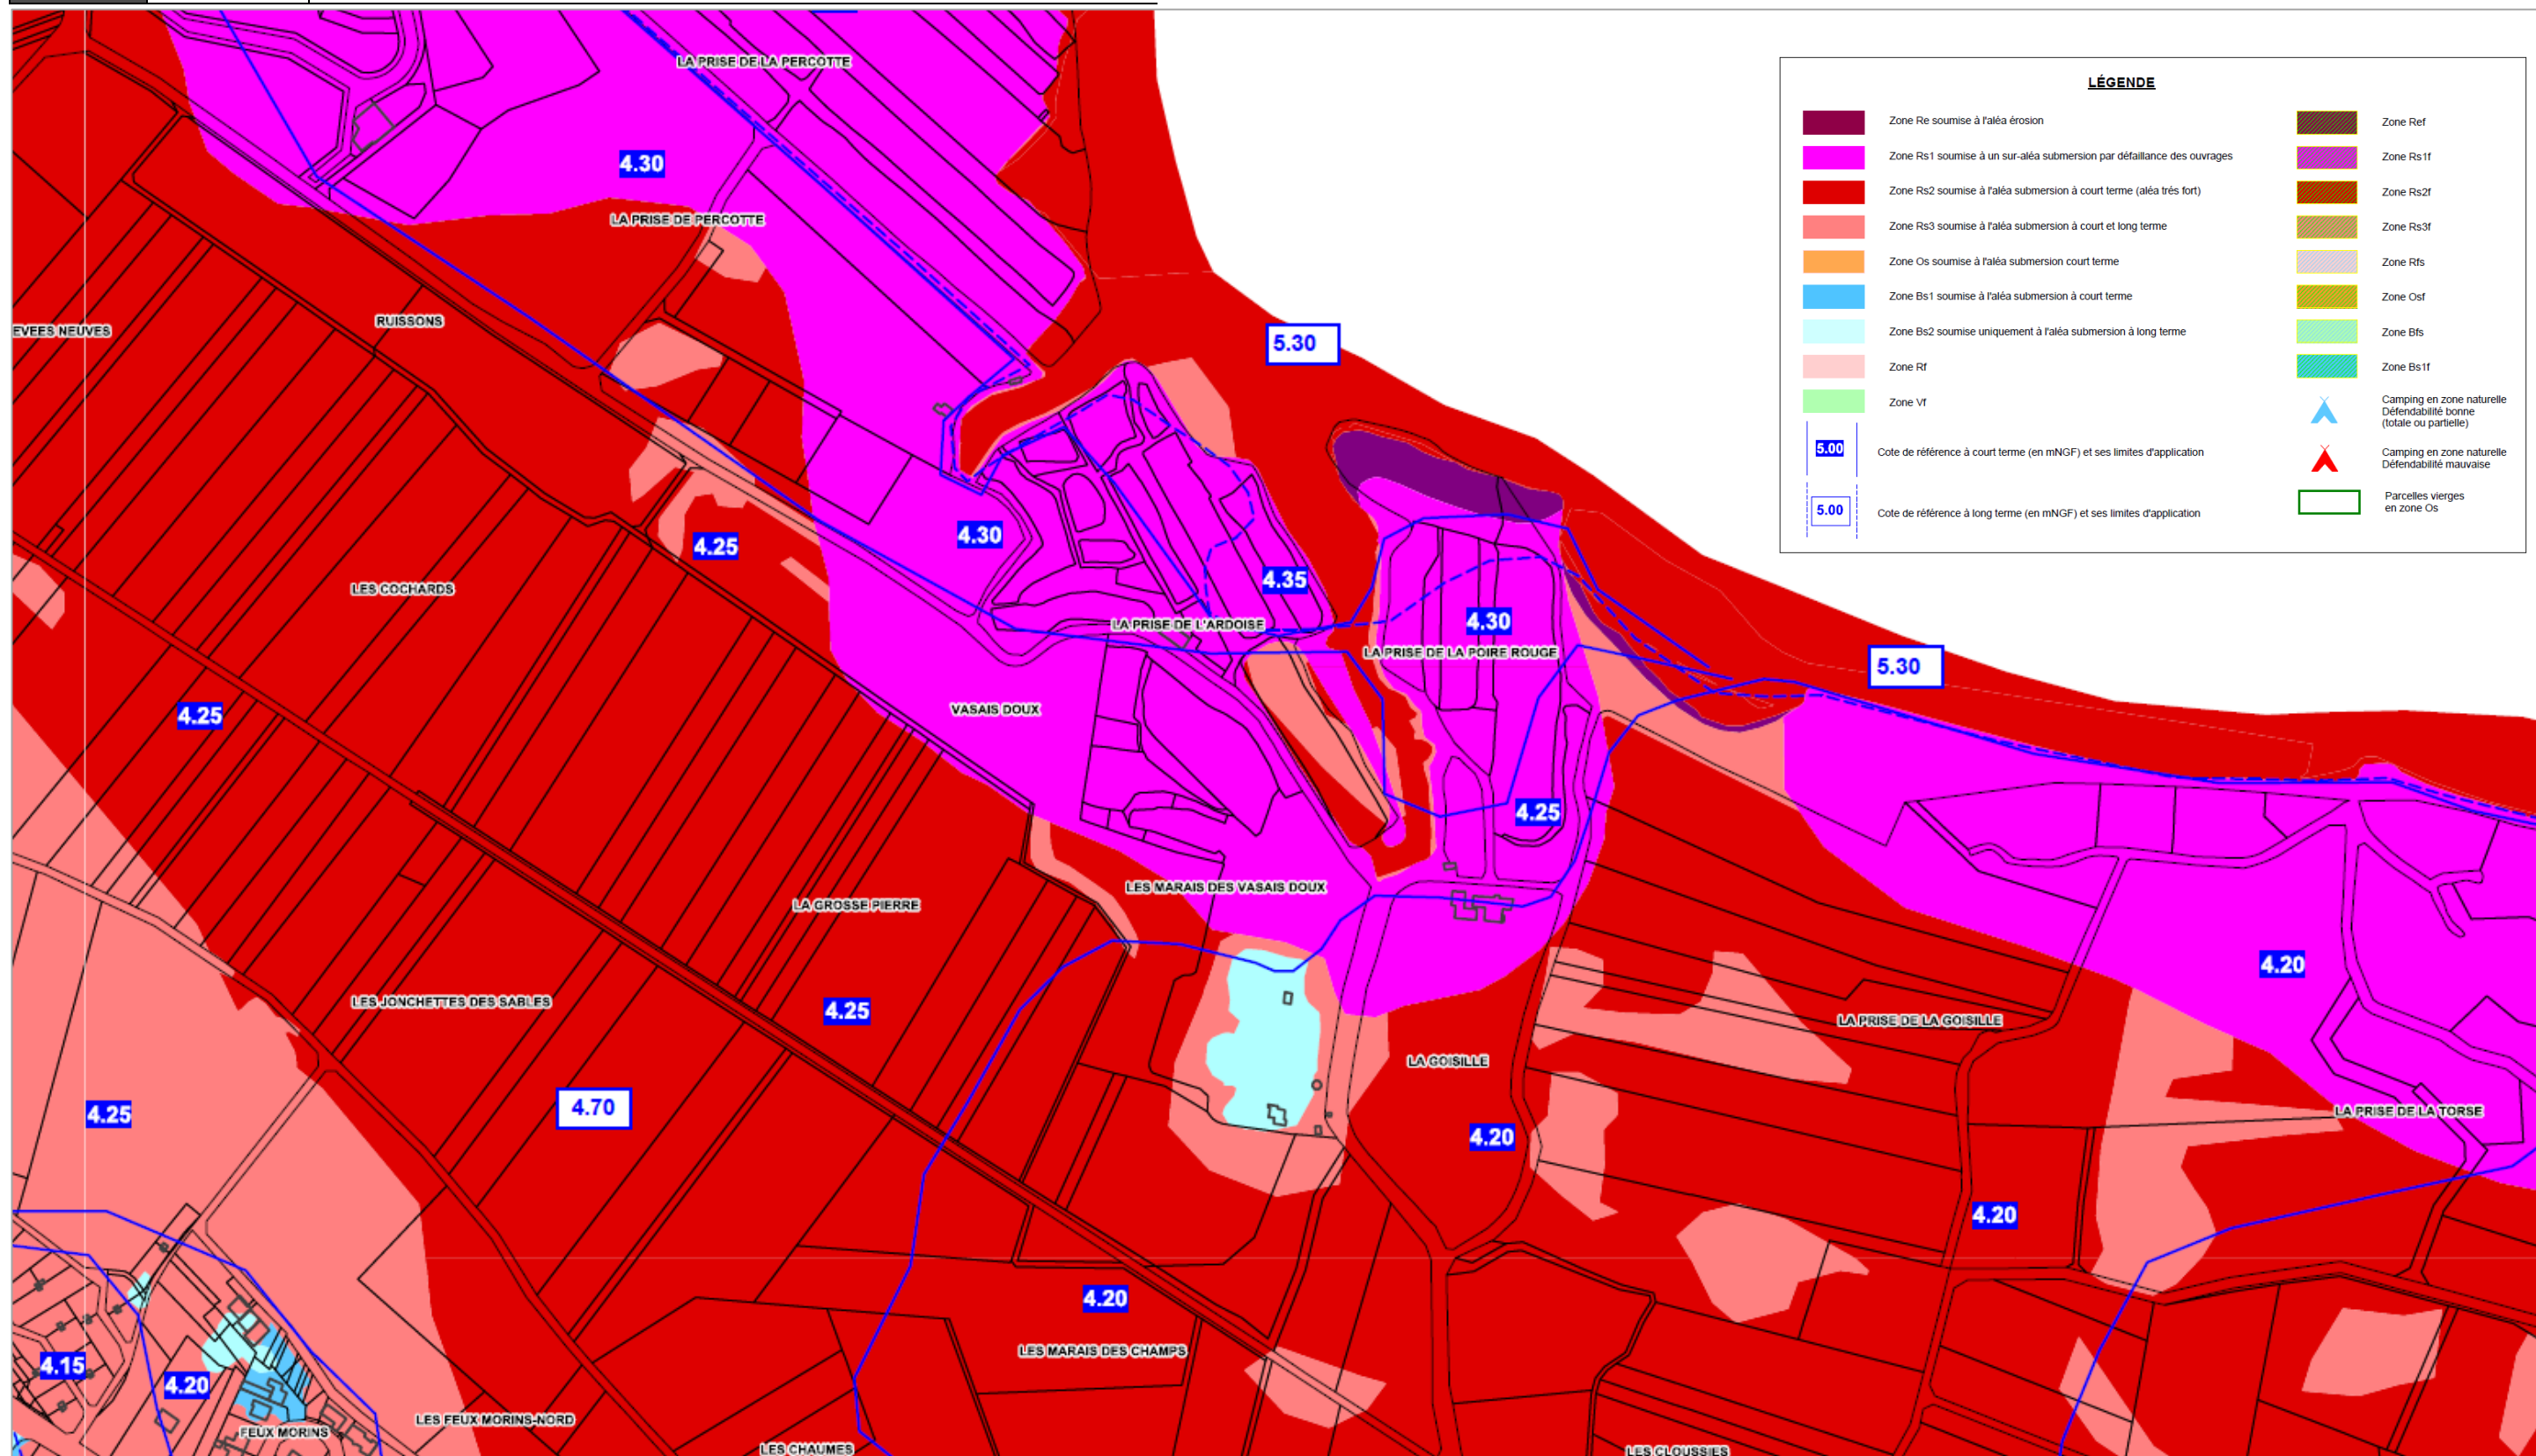 LA PRISE DE LA PERCOTTE
4.30
LA PRISE DE PERCOTTE
RUISSONS
EVEES NEUVES
5.30
4.30
4.25
LES COCHARDS
4.35
4.30
LA PRISE DE L'ARDOISE
LA PRISE DE LA POIRE ROUGE
5.30
VASAIS DOUX
4.25
4.25
LES MARAIS DES VASAIS DOUX
LA GROSSE PIERRE
4.20
LES JONCHETTES DES SABLES
4.25
LA PRISE DE LA GOISILLE
LA GOISILLE
4.70
4.25
LA PRISE DE LA TORSE
4.20
4.20
4.20
LES MARAIS DES CHAMPS
4.15
4.20
LES FEUX MORINS-NORD
FEUX MORINS
LES CHAUMES
LES CLOUSSIES
LÉGENDE
Zone Re soumise à l'aléa érosion
Zone Rs1 soumise à un sur-aléa submersion par défaillance des ouvrages
Zone Rs2 soumise à l'aléa submersion à court terme (aléa trés fort)
Zone Rs3 soumise à l'aléa submersion à court et long terme
Zone Os soumise à l'aléa submersion court terme
Zone Bs1 soumise à l'aléa submersion à court terme
Zone Bs2 soumise uniquement à l'aléa submersion à long terme
Zone Rf
Zone Vf
5.00 Cote de référence à court terme (en mNGF) et ses limites d'application
5.00 Cote de référence à long terme (en mNGF) et ses limites d'application
Zone Ref
Zone Rs1f
Zone Rs2f
Zone Rs3f
Zone Rfs
Zone Osf
Zone Bfs
Zone Bs1f
Camping en zone naturelle
Défendabilité bonne
(totale ou partielle)
Camping en zone naturelle
Défendabilité mauvaise
Parcelles vierges
en zone Os